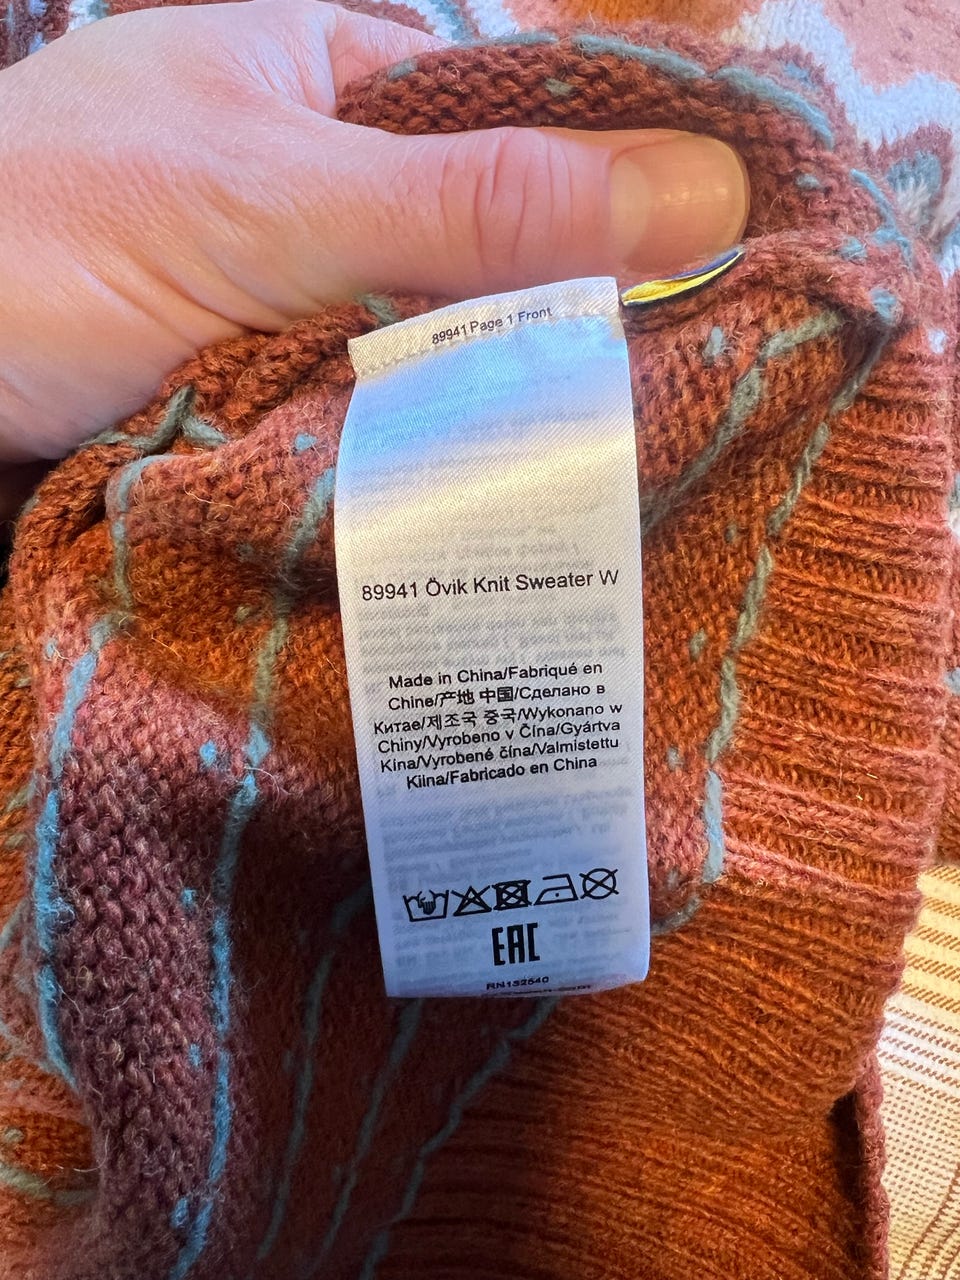 89941 Page 1 Front
89941 Övik Knit Sweater W
Made in China/Fabriqué en
Chine/产地 中国/Сделано в
Китае/제조국 중국/Wykonano w
Chiny/Vyrobeno v Čína/Gyártva
Kína/Vyrobené čína/Valmistettu
Kiina/Fabricado en China
EAC
RN132540